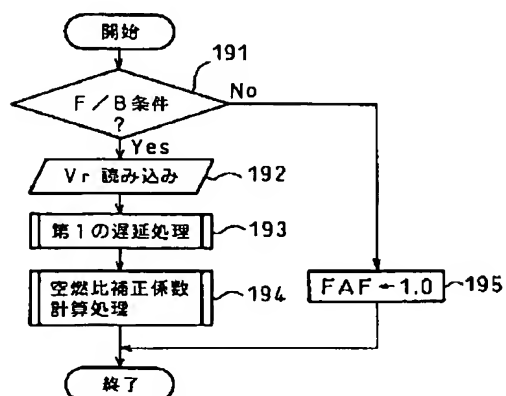 開始
191
F/B条件
?
No
Yes
Vr 読み込み
192
第1の遅延処理
193
空燃比補正係数
計算処理
194
FAF←1.0
195
終了